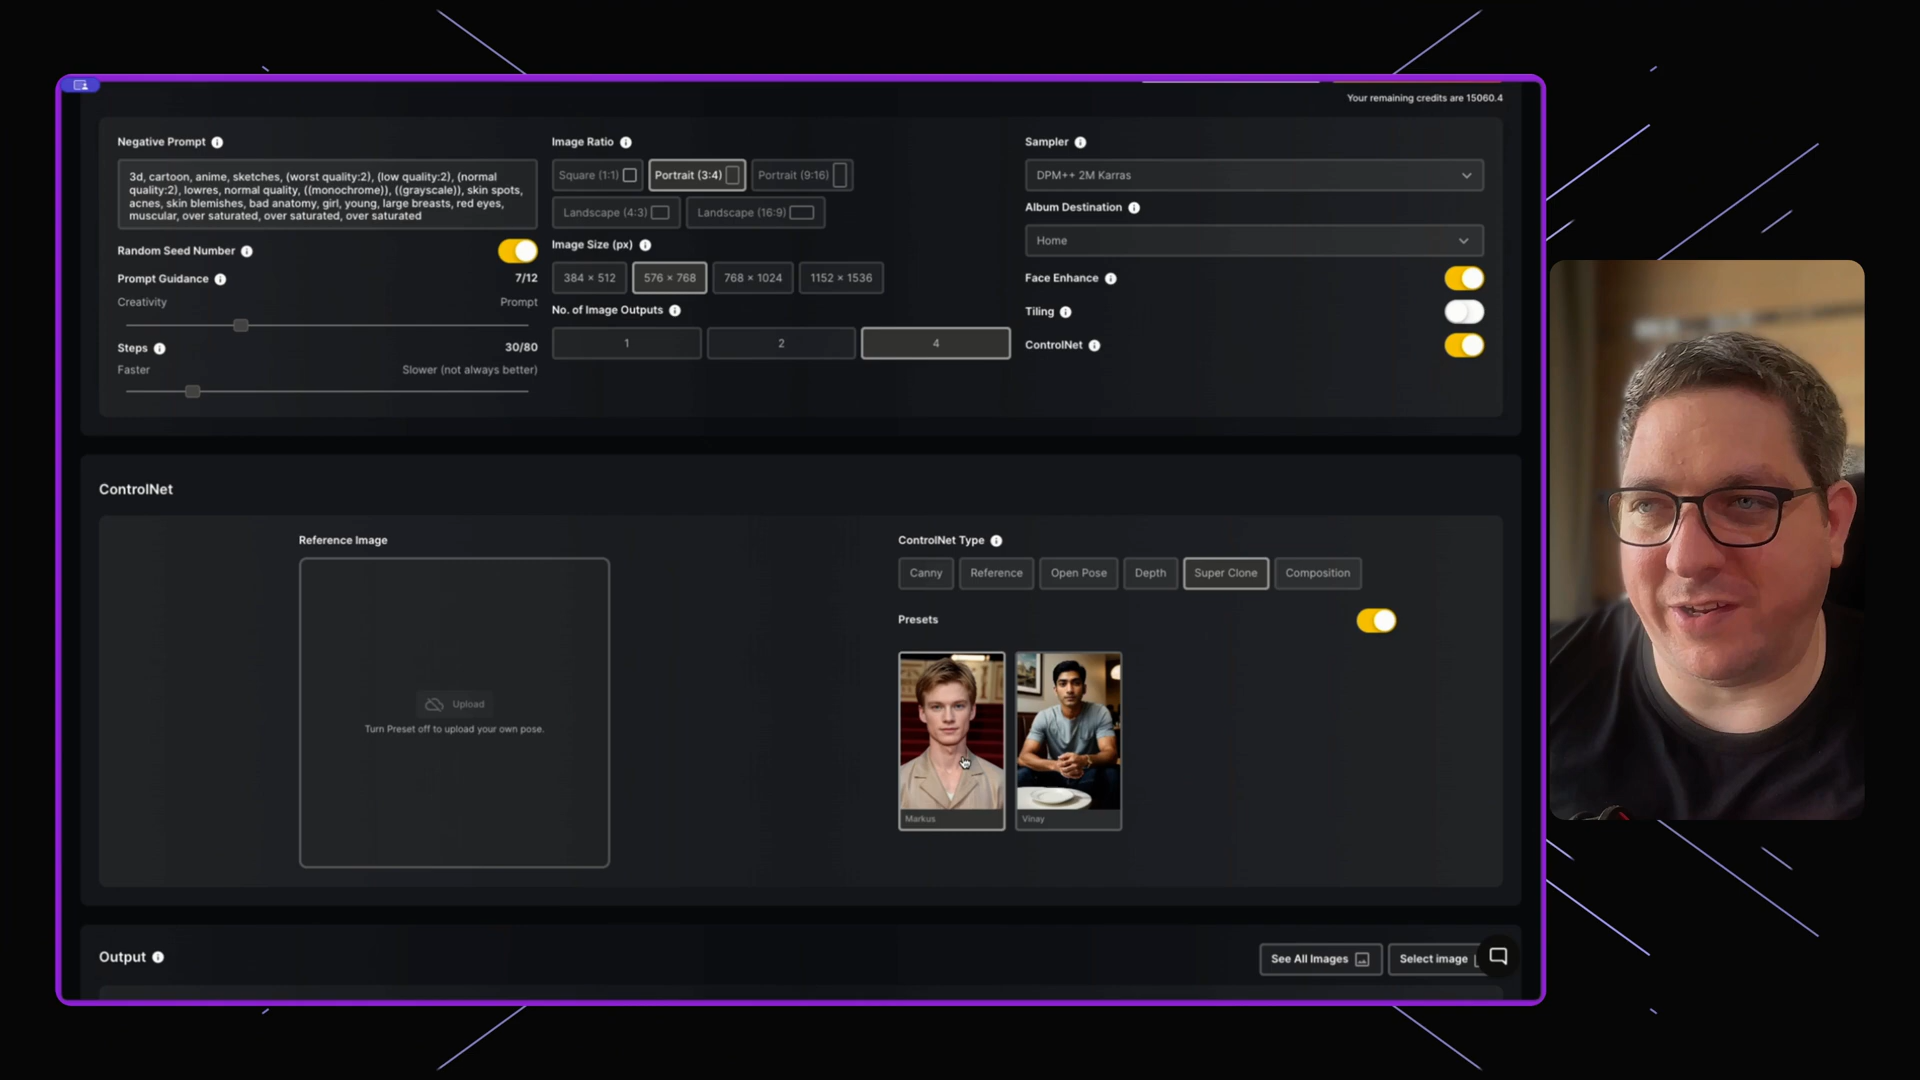 Your remaining credits are 15060.4
Negative Prompt
3d, cartoon, anime, sketches, (worst quality:2), (low quality:2), (normal
quality:2), lowres, normal quality, ((monochrome)), ((grayscale)), skin spots,
acnes, skin blemishes, bad anatomy, girl, young, large breasts, red eyes,
muscular, over saturated, over saturated, over saturated
Random Seed Number
Prompt Guidance 7/12
Creativity Prompt
Steps 30/80
Faster Slower (not always better)
Image Ratio
Square (1:1) Portrait (3:4) Portrait (9:16)
Landscape (4:3) Landscape (16:9)
Image Size (px)
384 × 512 576 × 768 768 × 1024 1152 × 1536
No. of Image Outputs
1 2 4
Sampler
DPM++ 2M Karras
Album Destination
Home
Face Enhance
Tiling
ControlNet
ControlNet
Reference Image
Upload
Turn Preset off to upload your own pose.
ControlNet Type
Canny Reference Open Pose Depth Super Clone Composition
Presets
Markus Vinay
Output
See All Images Select image